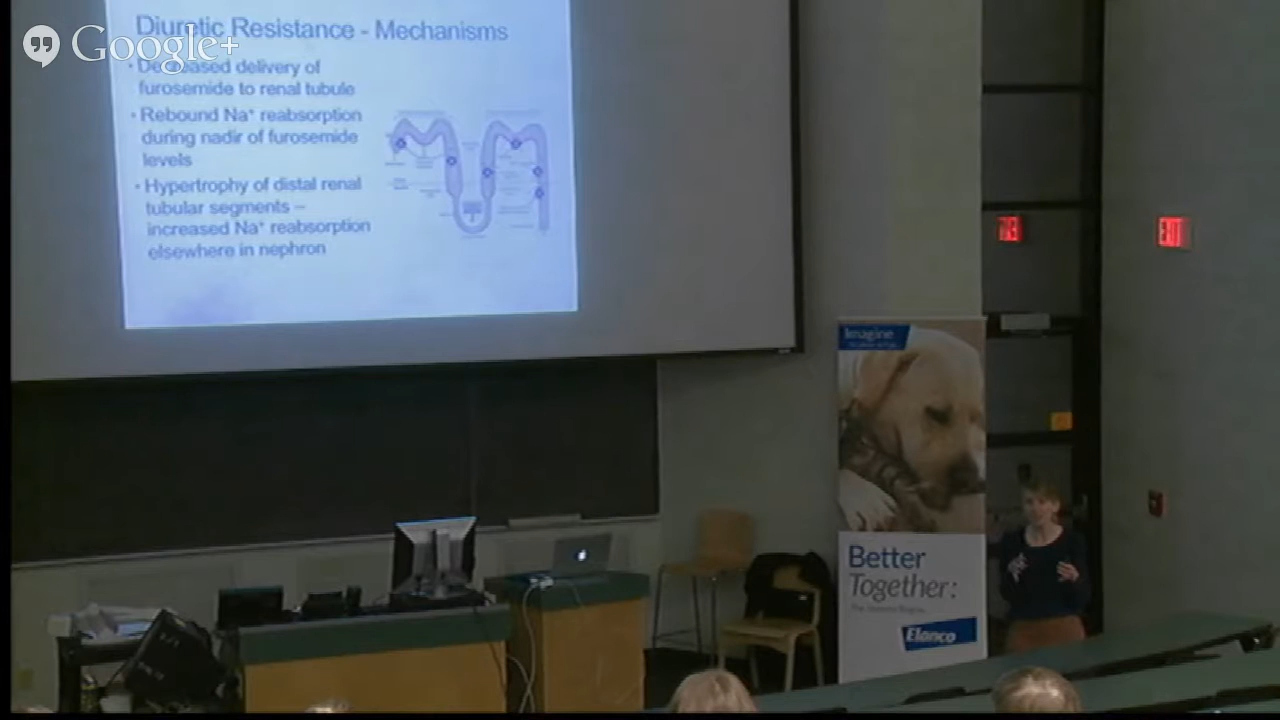 Diuretic Resistance - Mechanisms
Google+
• Decreased delivery of
furosemide to renal tubule
• Rebound Na⁺ reabsorption
during nadir of furosemide
levels
• Hypertrophy of distal renal
tubular segments –
increased Na⁺ reabsorption
elsewhere in nephron
EXIT
Imagine
Better
Together:
Elanco